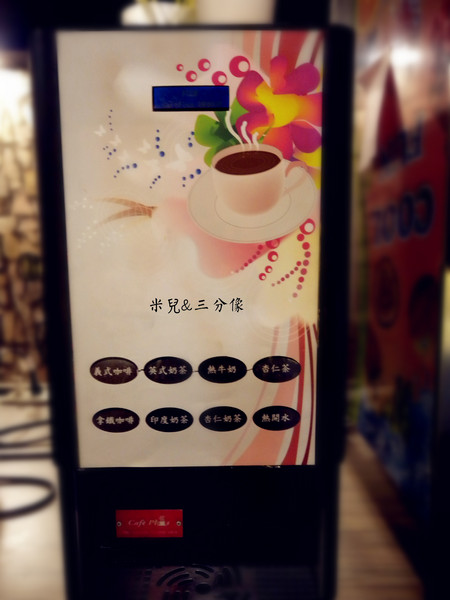 米兒&三分像
義式咖啡 英式奶茶 熱牛奶 杏仁茶
拿鐵咖啡 印度奶茶 杏仁奶茶 熱開水